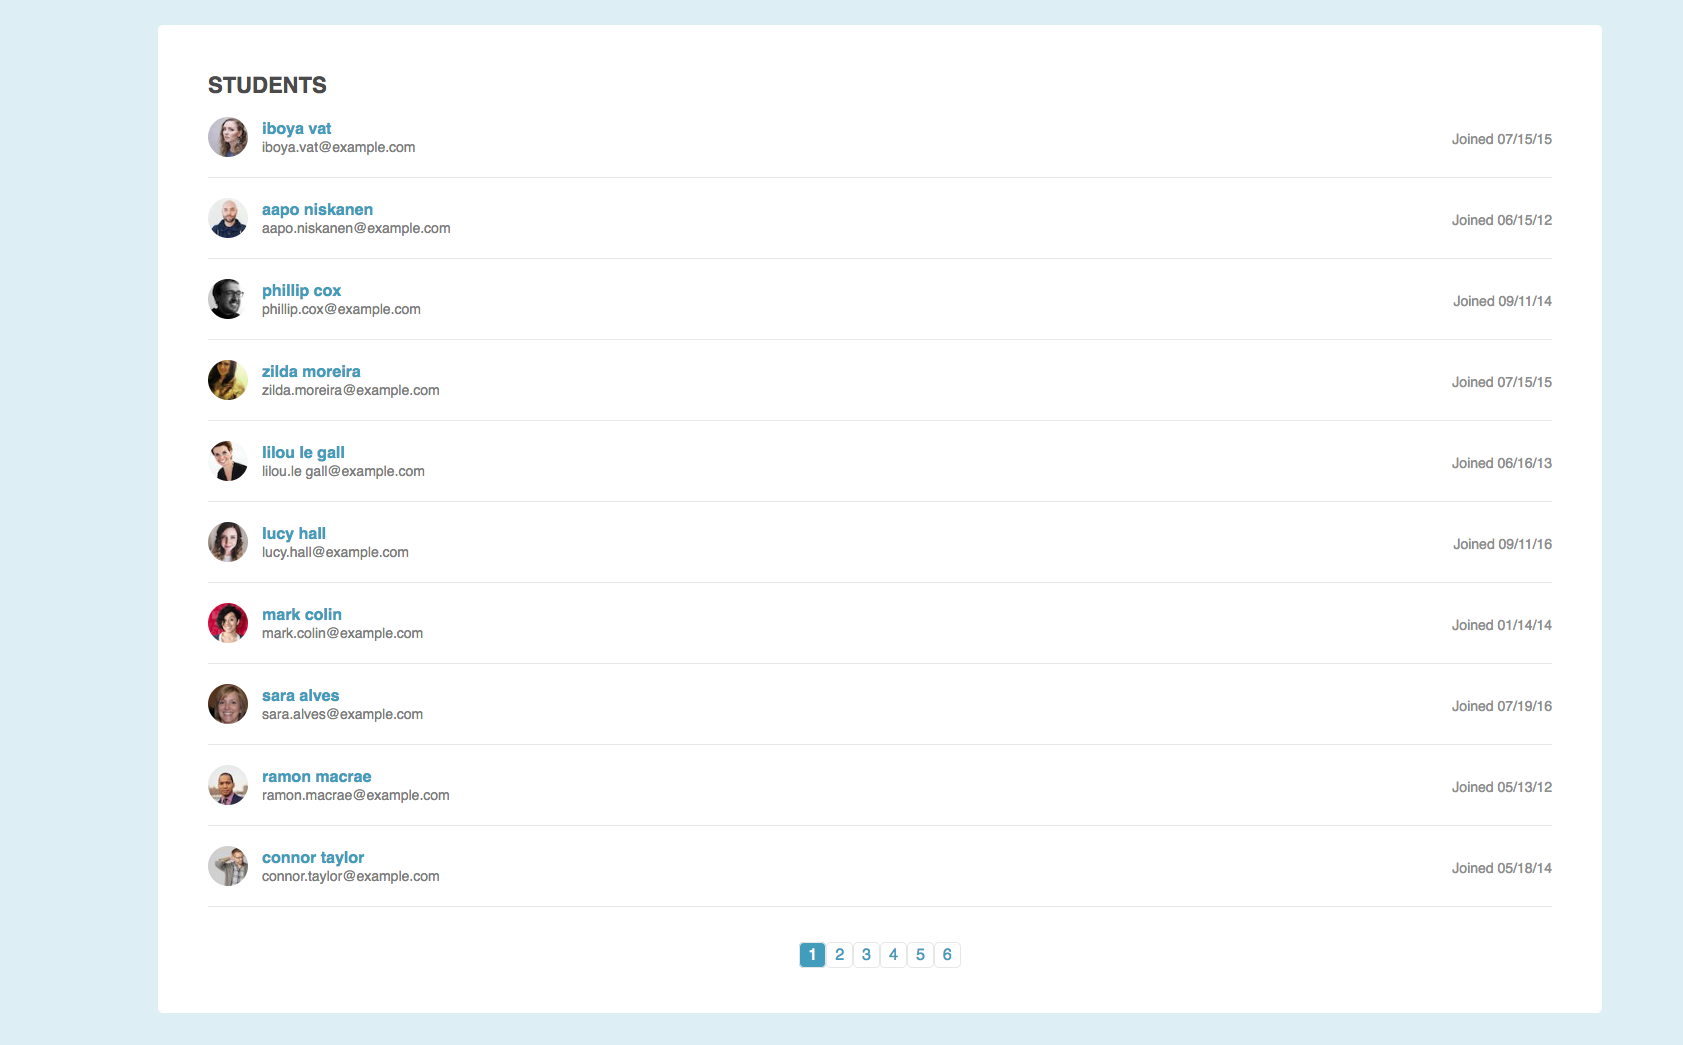 STUDENTS
iboya vat
iboya.vat@example.com
Joined 07/15/15
aapo niskanen
aapo.niskanen@example.com
Joined 06/15/12
phillip cox
phillip.cox@example.com
Joined 09/11/14
zilda moreira
zilda.moreira@example.com
Joined 07/15/15
lilou le gall
lilou.le gall@example.com
Joined 06/16/13
lucy hall
lucy.hall@example.com
Joined 09/11/16
mark colin
mark.colin@example.com
Joined 01/14/14
sara alves
sara.alves@example.com
Joined 07/19/16
ramon macrae
ramon.macrae@example.com
Joined 05/13/12
connor taylor
connor.taylor@example.com
Joined 05/18/14
1 2 3 4 5 6